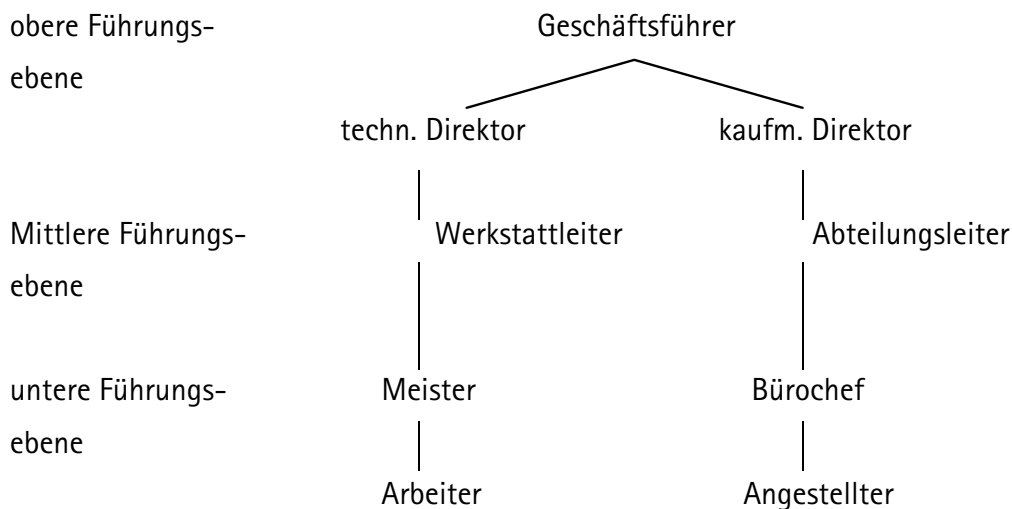 obere Führungs- Geschäftsführer
ebene
techn. Direktor kaufm. Direktor
Mittlere Führungs- Werkstattleiter Abteilungsleiter
ebene
untere Führungs- Meister Bürochef
ebene
Arbeiter Angestellter